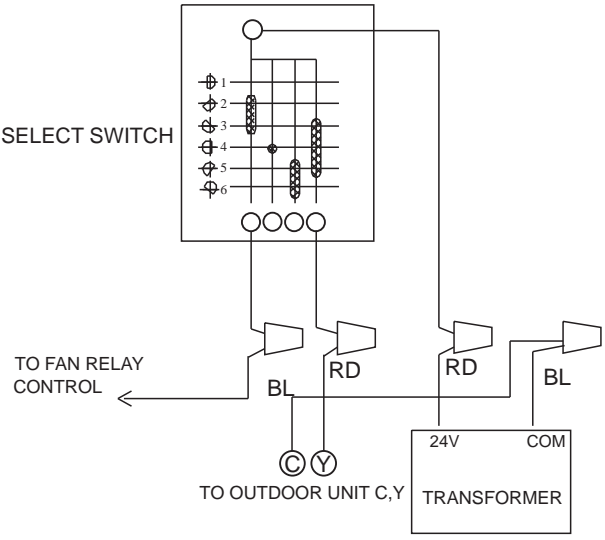 SELECT SWITCH
1
2
3
4
5
6
TO FAN RELAY
CONTROL
BL
RD
RD
BL
C Y
TO OUTDOOR UNIT C,Y
24V COM
TRANSFORMER